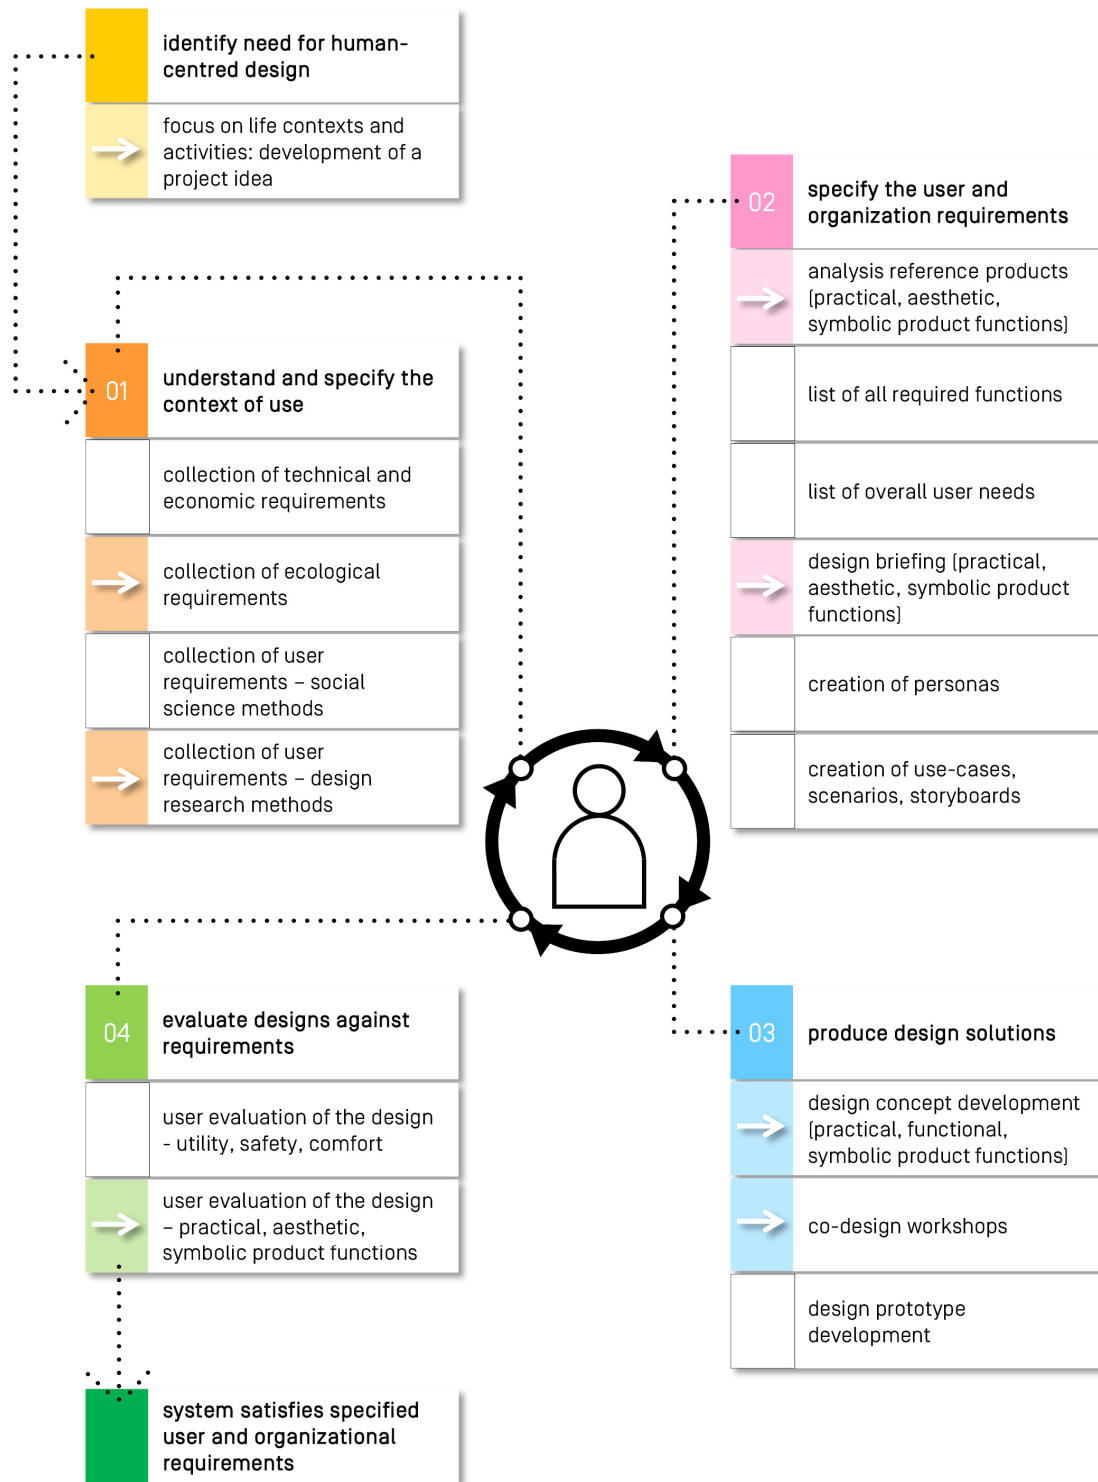 identify need for human-
centred design
focus on life contexts and
activities: development of a
project idea
01
understand and specify the
context of use
collection of technical and
economic requirements
collection of ecological
requirements
collection of user
requirements – social
science methods
collection of user
requirements – design
research methods
02
specify the user and
organization requirements
analysis reference products
(practical, aesthetic,
symbolic product functions)
list of all required functions
list of overall user needs
design briefing (practical,
aesthetic, symbolic product
functions)
creation of personas
creation of use-cases,
scenarios, storyboards
03
produce design solutions
design concept development
(practical, functional,
symbolic product functions)
co-design workshops
design prototype
development
04
evaluate designs against
requirements
user evaluation of the design
- utility, safety, comfort
user evaluation of the design
– practical, aesthetic,
symbolic product functions
system satisfies specified
user and organizational
requirements